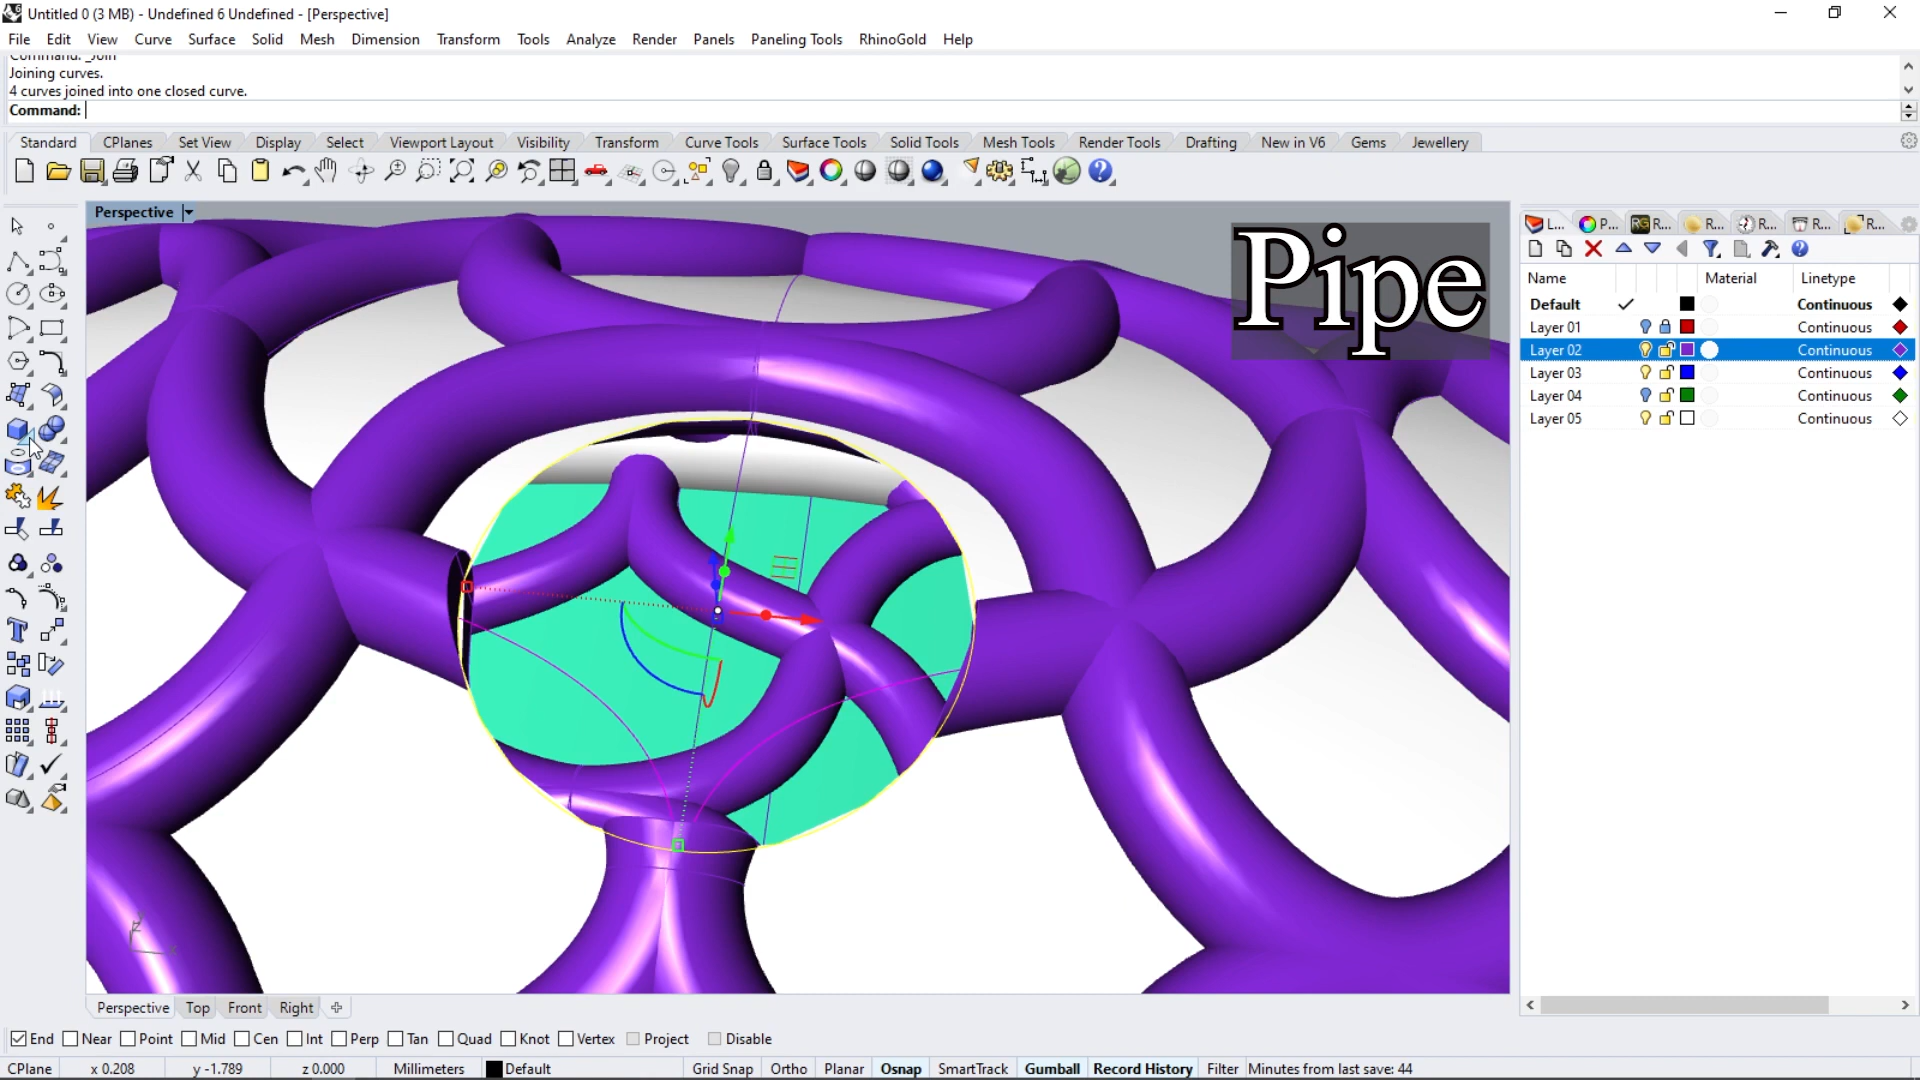 Untitled 0 (3 MB) - Undefined 6 Undefined - [Perspective]
File Edit View Curve Surface Solid Mesh Dimension Transform Tools Analyze Render Panels Paneling Tools RhinoGold Help
Command: _Join
Joining curves.
4 curves joined into one closed curve.
Command:
Standard CPlanes Set View Display Select Viewport Layout Visibility Transform Curve Tools Surface Tools Solid Tools Mesh Tools Render Tools Drafting New in V6 Gems Jewellery
Perspective
Pipe
L... P... RG R... R... R... R... R...
Name Material Linetype
Default Continuous
Layer 01 Continuous
Layer 02 Continuous
Layer 03 Continuous
Layer 04 Continuous
Layer 05 Continuous
Perspective Top Front Right
End Near Point Mid Cen Int Perp Tan Quad Knot Vertex Project Disable
CPlane x 0.208 y -1.789 z 0.000 Millimeters Default Grid Snap Ortho Planar Osnap SmartTrack Gumball Record History Filter Minutes from last save: 44